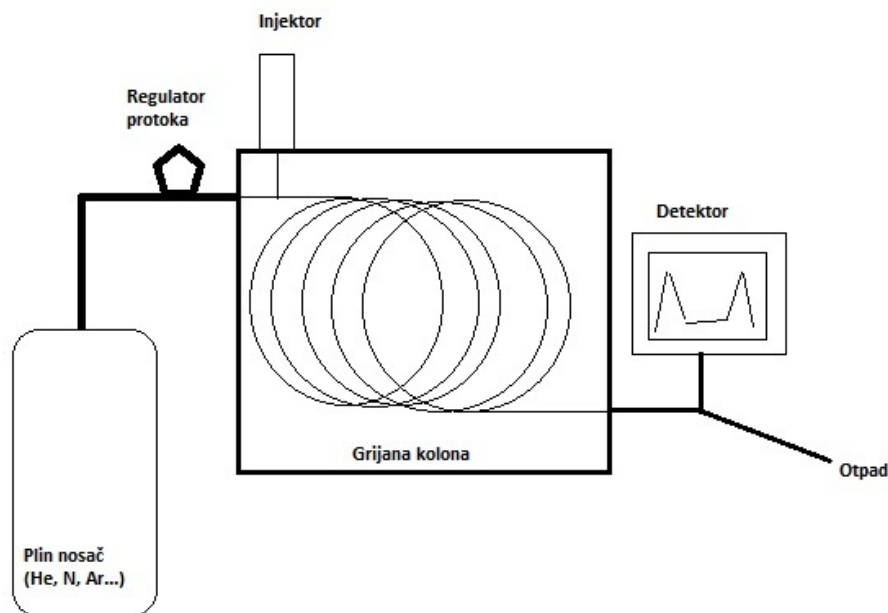 Injektor
Regulator
protoka
Detektor
Grijana kolona
Otpad
Plin nosač
(He, N, Ar...)